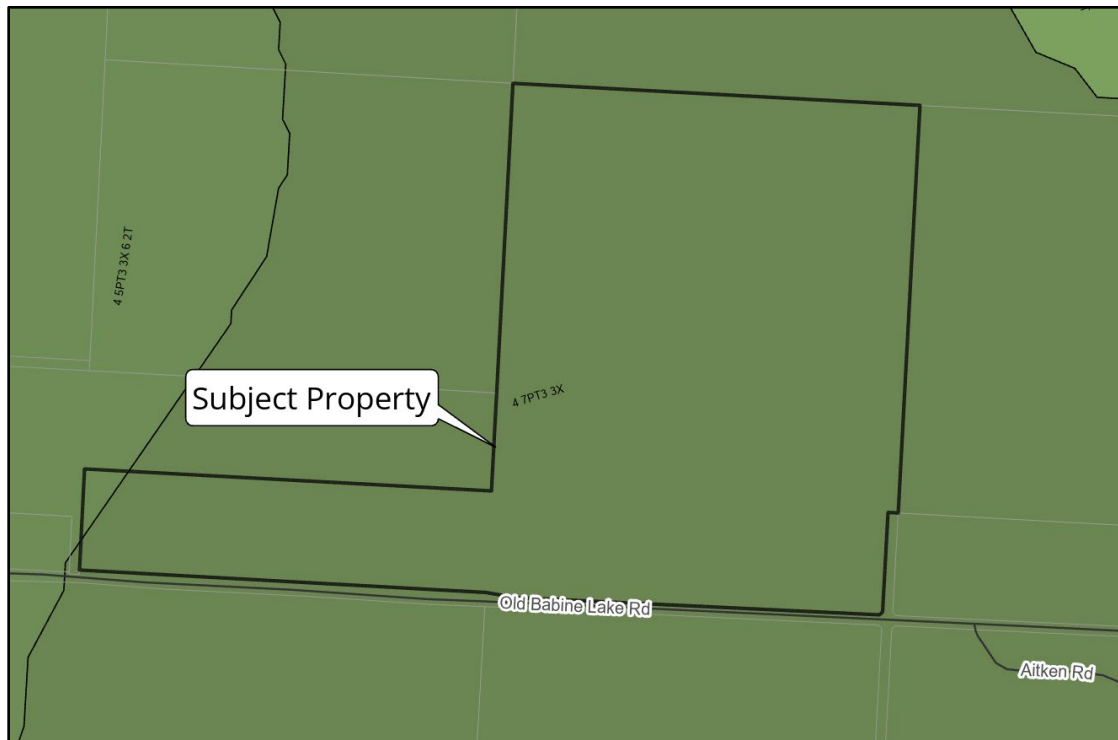 4 5PT3 3X 6 2T
Subject Property
4 7PT3 3X
Old Babine Lake Rd
Aitken Rd